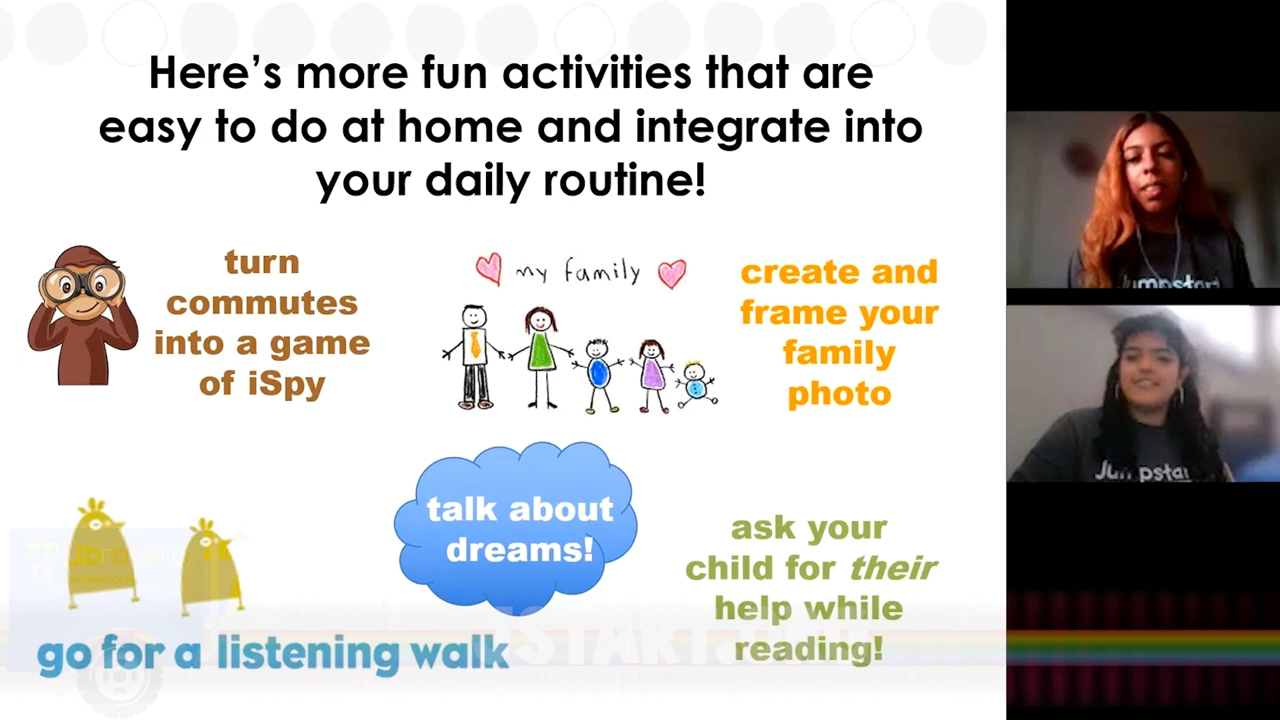 Here's more fun activities that are
easy to do at home and integrate into
your daily routine!
turn
commutes
into a game
of iSpy
my family
create and
frame your
family
photo
talk about
dreams!
ask your
child for their
help while
reading!
go for a listening walk
Jumpstart
Jumpstart